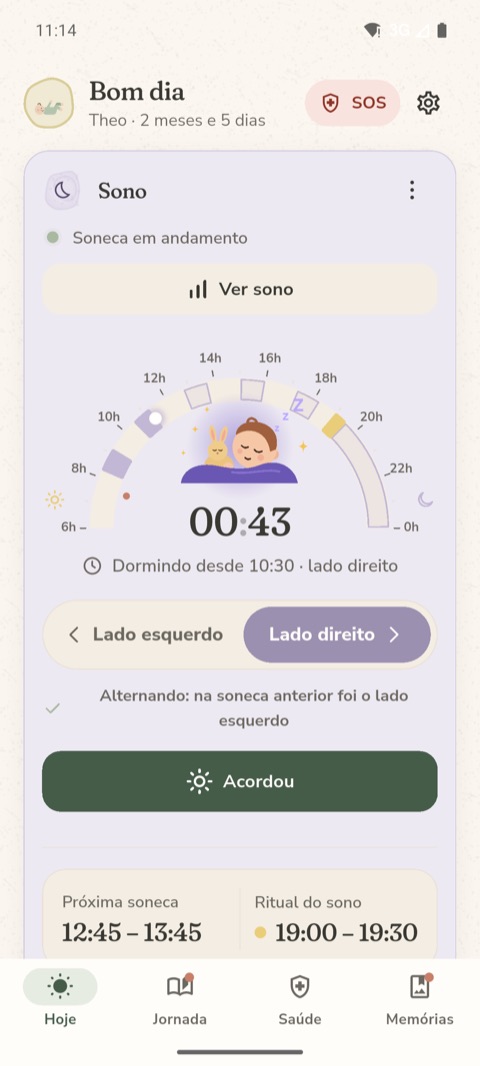 11:14
3G
Bom dia
Theo · 2 meses e 5 dias
SOS
Sono
Soneca em andamento
Ver sono
6h
8h
10h
12h
14h
16h
18h
20h
22h
0h
z
Z
z
00:43
Dormindo desde 10:30 · lado direito
Lado esquerdo
Lado direito
Alternando: na soneca anterior foi o lado
esquerdo
Acordou
Próxima soneca
12:45 – 13:45
Ritual do sono
19:00 – 19:30
Hoje
Jornada
Saúde
Memórias